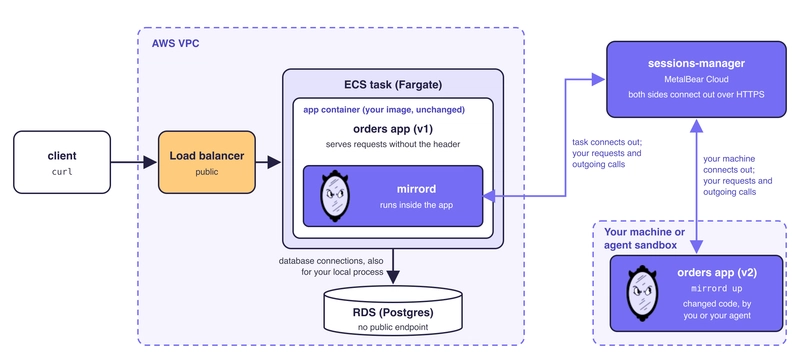 AWS VPC
client
curl
Load balancer
public
ECS task (Fargate)
app container (your image, unchanged)
orders app (v1)
serves requests without the header
mirrord
runs inside the app
database connections, also
for your local process
RDS (Postgres)
no public endpoint
task connects out;
your requests and
outgoing calls
sessions-manager
MetalBear Cloud
both sides connect out over HTTPS
your machine
connects out;
your requests and
outgoing calls
Your machine or
agent sandbox
orders app (v2)
mirrord up
changed code, by
you or your agent